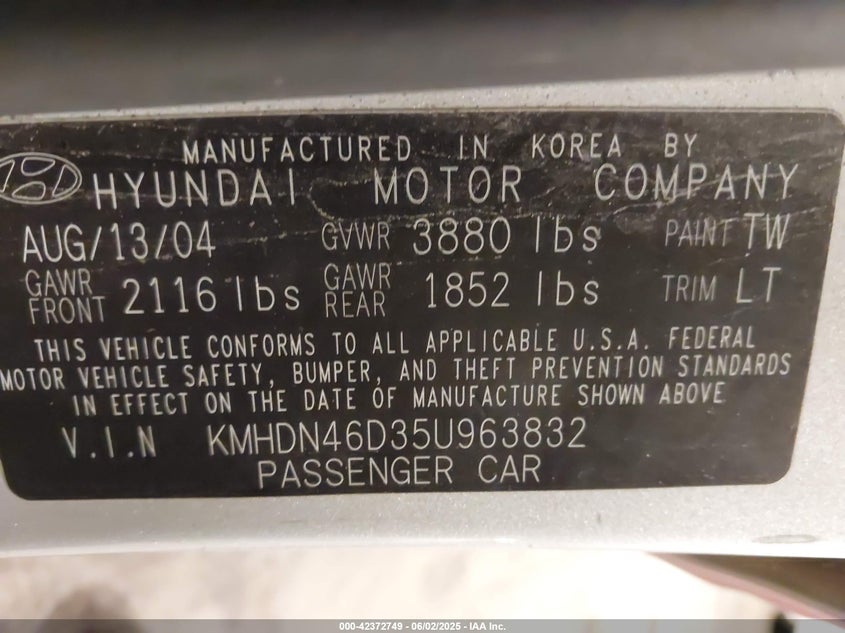 MANUFACTURED IN KOREA BY
HYUNDAI MOTOR COMPANY
AUG/13/04 GVWR 3880 lbs PAINT TW
GAWR FRONT 2116 lbs GAWR REAR 1852 lbs TRIM LT
THIS VEHICLE CONFORMS TO ALL APPLICABLE U.S.A. FEDERAL
MOTOR VEHICLE SAFETY, BUMPER, AND THEFT PREVENTION STANDARDS
IN EFFECT ON THE DATE OF MANUFACTURE SHOWN ABOVE
V.I.N KMHDN46D35U963832
PASSENGER CAR
000-42372749 - 06/02/2025 - IAA Inc.